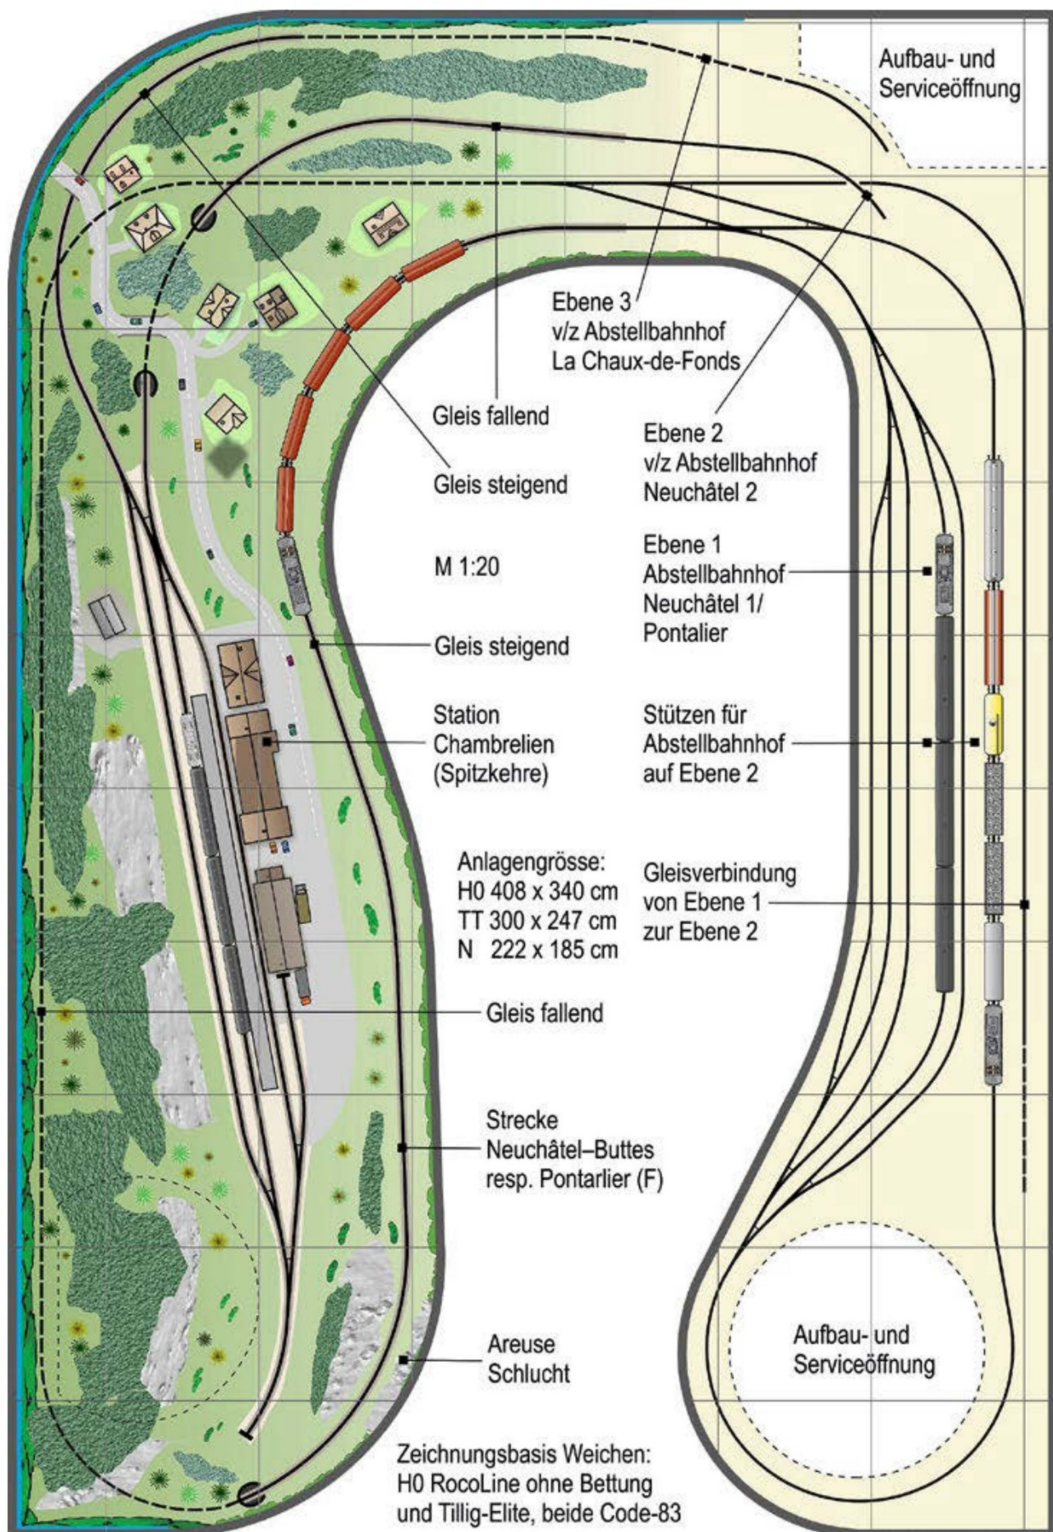 Aufbau- und
Serviceöffnung
Ebene 3
v/z Abstellbahnhof
La Chaux-de-Fonds
Gleis fallend
Ebene 2
v/z Abstellbahnhof
Neuchâtel 2
Gleis steigend
M 1:20
Ebene 1
Abstellbahnhof
Neuchâtel 1/
Pontalier
Gleis steigend
Station
Chambrelien
(Spitzkehre)
Stützen für
Abstellbahnhof
auf Ebene 2
Anlagengrösse:
H0 408 x 340 cm
TT 300 x 247 cm
N 222 x 185 cm
Gleisverbindung
von Ebene 1
zur Ebene 2
Gleis fallend
Strecke
Neuchâtel–Buttes
resp. Pontarlier (F)
Areuse
Schlucht
Aufbau- und
Serviceöffnung
Zeichnungsbasis Weichen:
H0 RocoLine ohne Bettung
und Tillig-Elite, beide Code-83